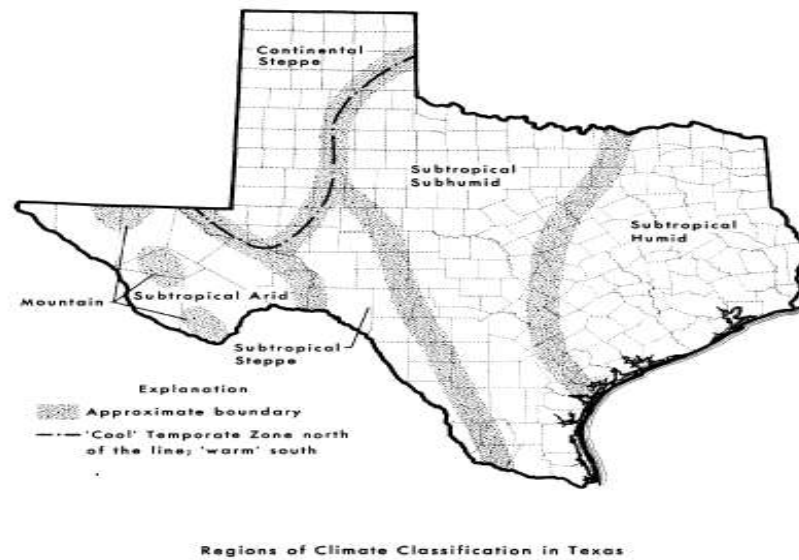 Continental
Steppe
Subtropical
Subhumid
Subtropical
Humid
Mountain
Subtropical Arid
Subtropical
Steppe
Explanation
Approximate boundary
'Cool' Temporate Zone north
of the line; 'warm' south
Regions of Climate Classification in Texas